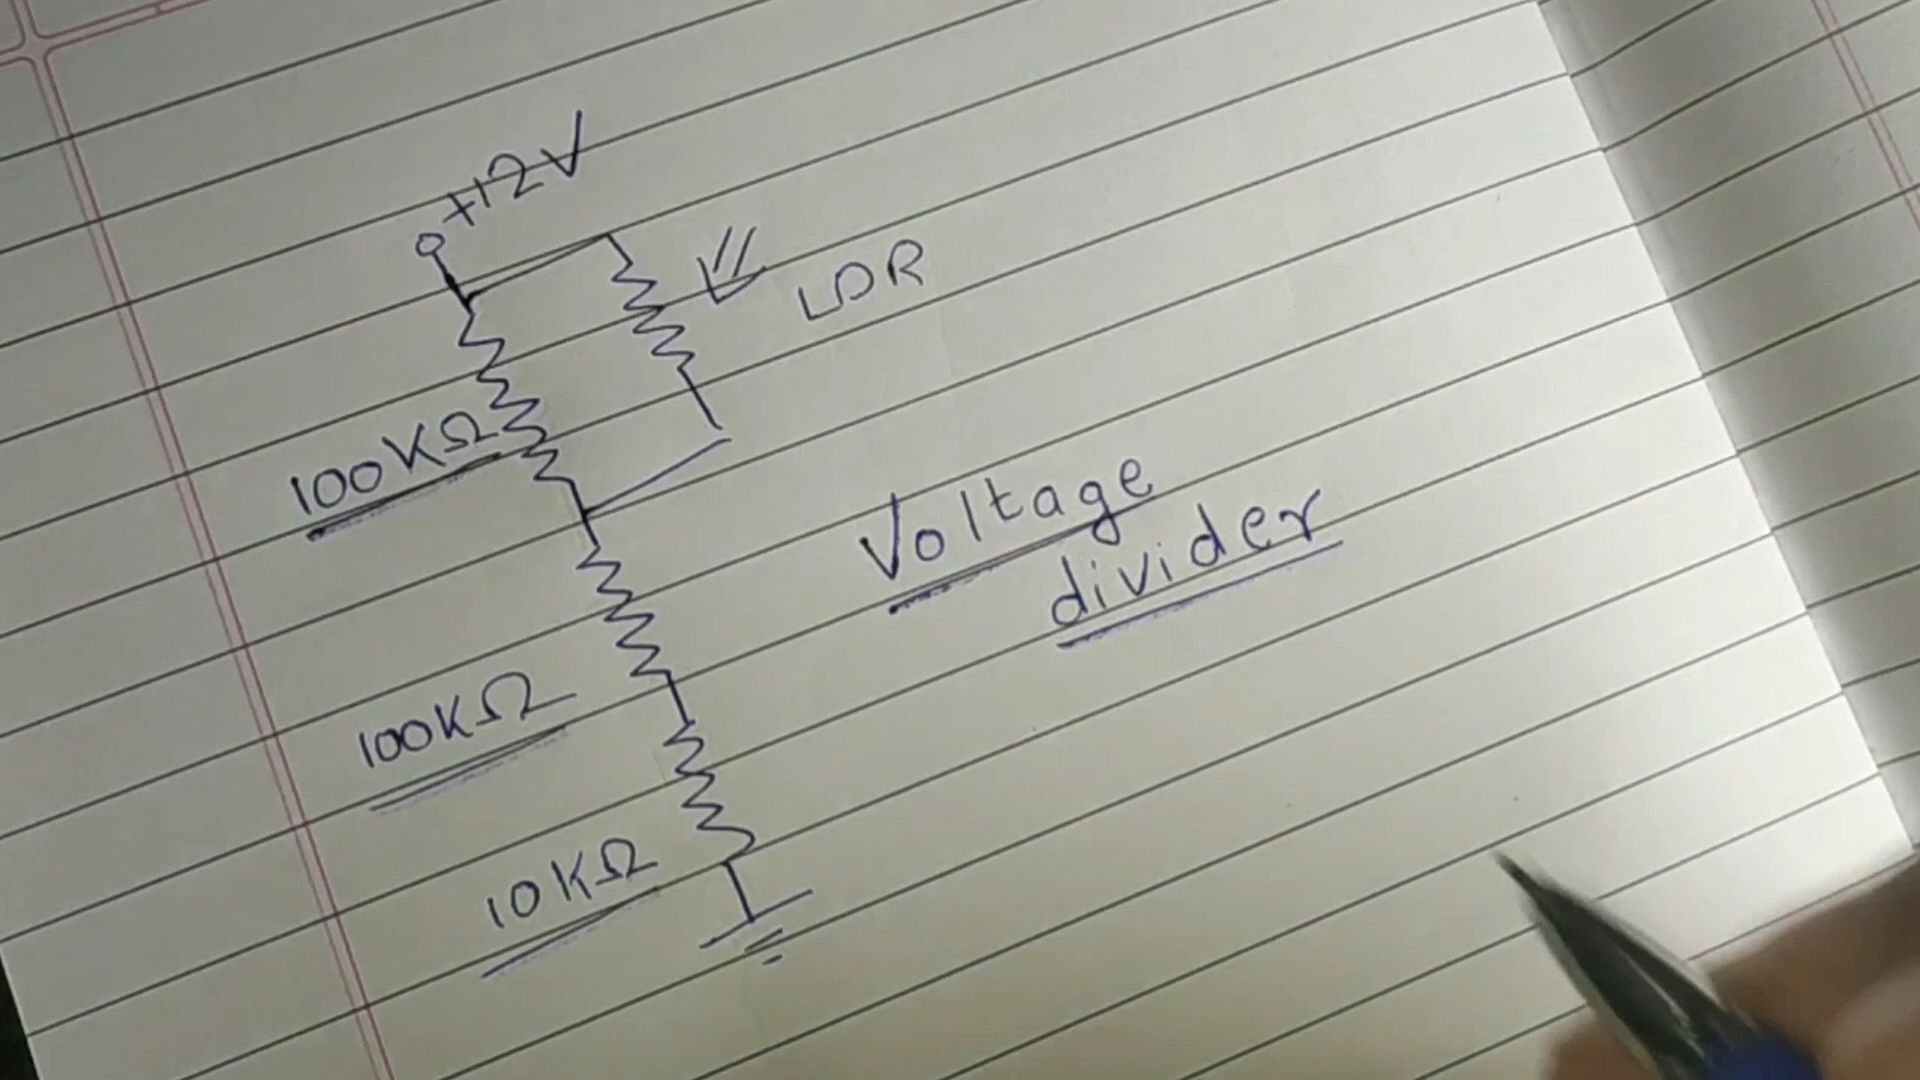 +12V
LDR
100KΩ
Voltage
divider
100KΩ
10KΩ